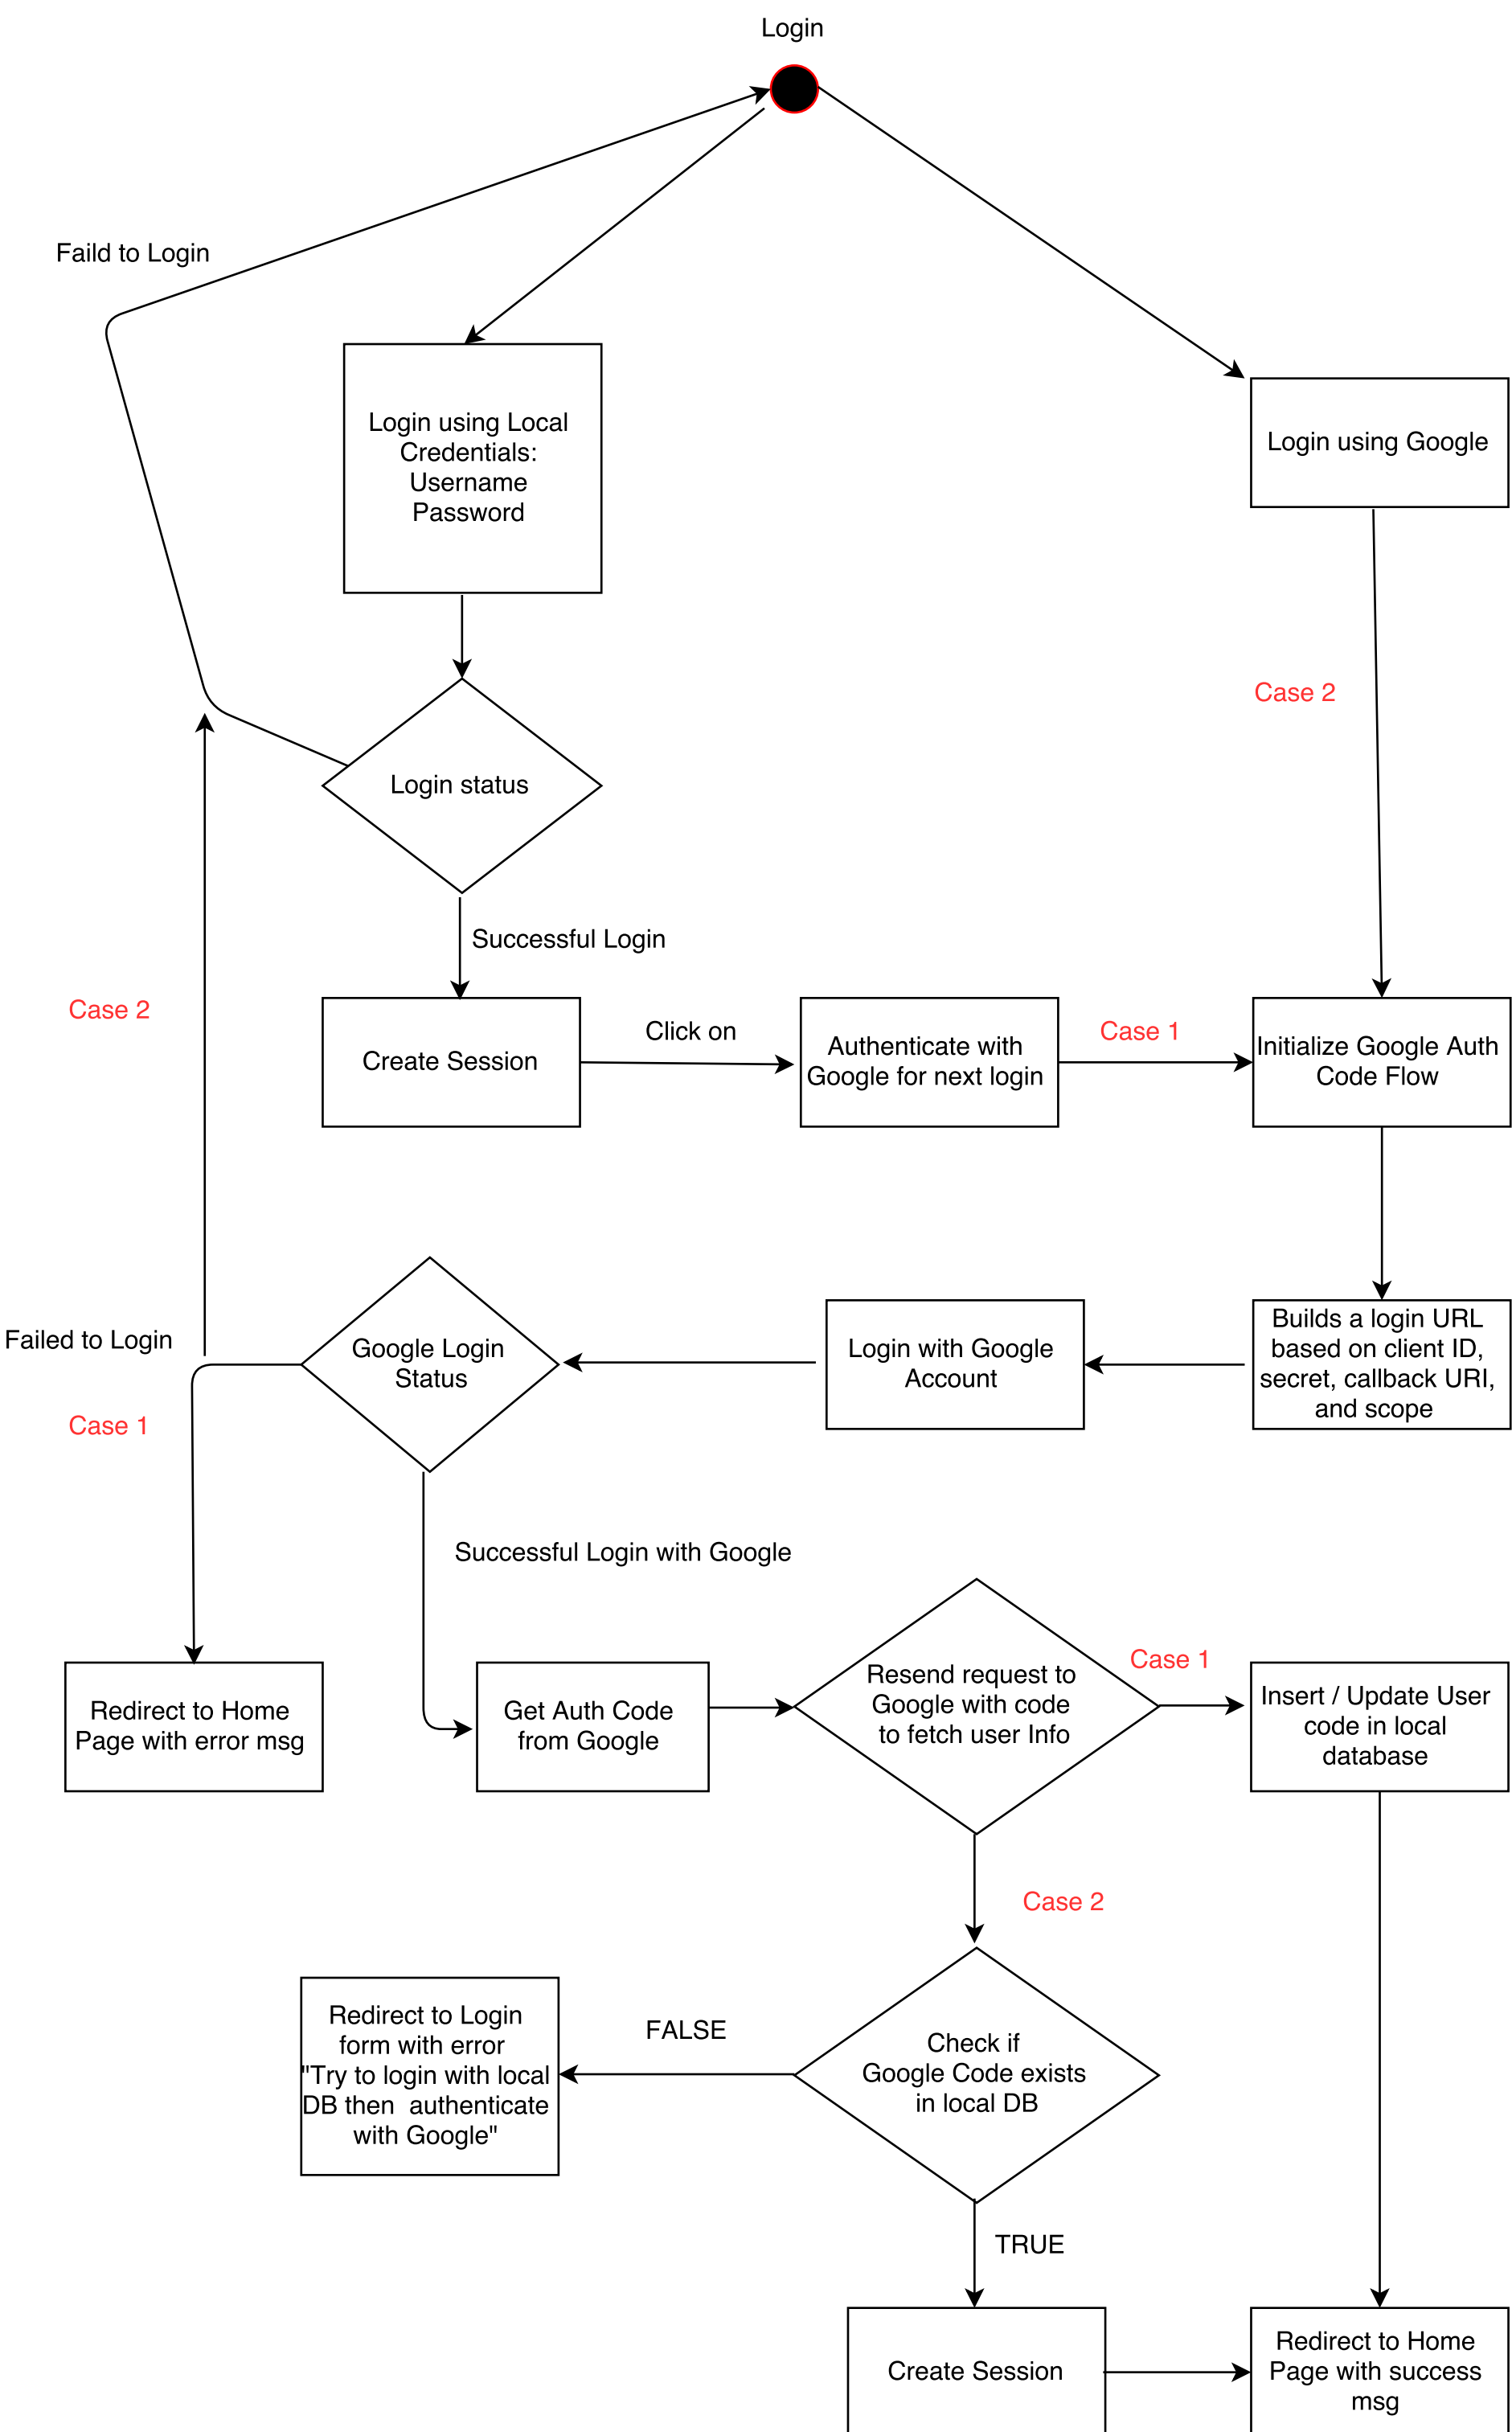 Login
Faild to Login
Login using Local
Credentials:
Username
Password
Login using Google
Case 2
Login status
Successful Login
Case 2
Create Session
Click on
Authenticate with
Google for next login
Case 1
Initialize Google Auth
Code Flow
Failed to Login
Case 1
Google Login
Status
Login with Google
Account
Builds a login URL
based on client ID,
secret, callback URI,
and scope
Successful Login with Google
Redirect to Home
Page with error msg
Get Auth Code
from Google
Resend request to
Google with code
to fetch user Info
Case 1
Insert / Update User
code in local
database
Case 2
Redirect to Login
form with error
"Try to login with local
DB then  authenticate
with Google"
FALSE
Check if
Google Code exists
in local DB
TRUE
Create Session
Redirect to Home
Page with success
msg